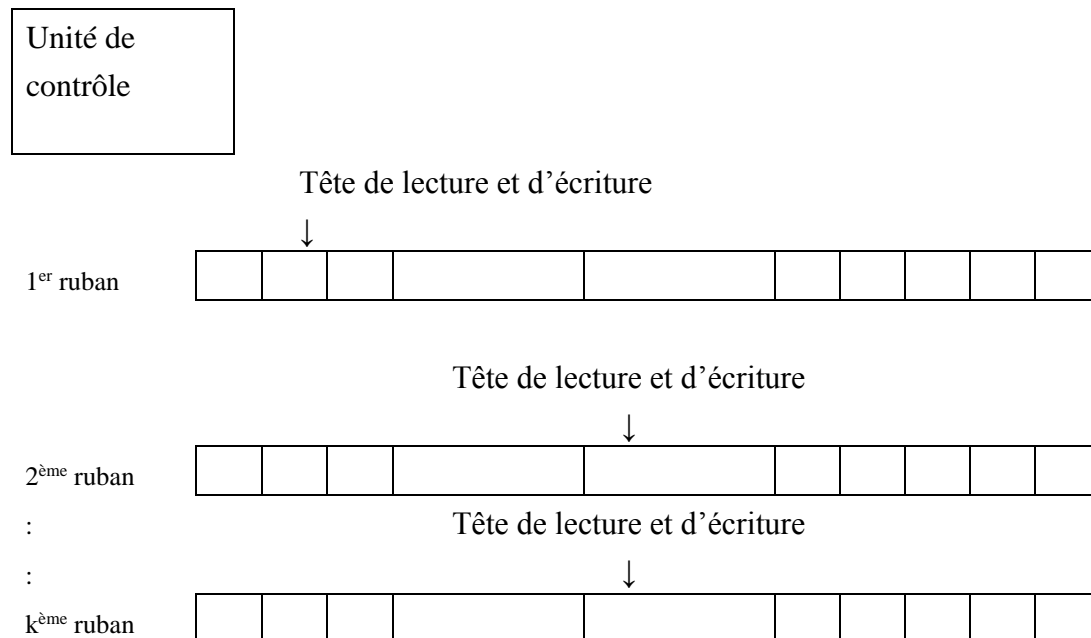 Unité de
contrôle
Tête de lecture et d’écriture
↓
1er ruban
Tête de lecture et d’écriture
↓
2ème ruban
:
Tête de lecture et d’écriture
:
↓
kème ruban